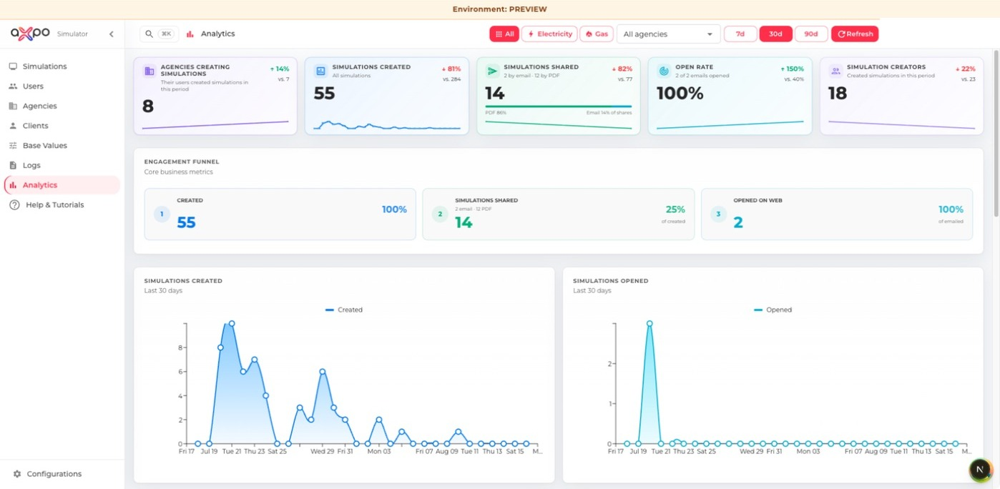 Environment: PREVIEW
axpo Simulator
⌘K
Analytics
All
Electricity
Gas
All agencies
7d
30d
90d
Refresh
Simulations
Users
Agencies
Clients
Base Values
Logs
Analytics
Help & Tutorials
Configurations
AGENCIES CREATING
SIMULATIONS
Their users created simulations in
this period
↑ 14%
vs. 7
8
SIMULATIONS CREATED
All simulations
↓ 81%
vs. 284
55
SIMULATIONS SHARED
2 by email · 12 by PDF
↓ 82%
vs. 77
14
PDF 86%
Email 14% of shares
OPEN RATE
2 of 2 emails opened
↑ 150%
vs. 40%
100%
SIMULATION CREATORS
Created simulations in this period
↓ 22%
vs. 23
18
ENGAGEMENT FUNNEL
Core business metrics
1
CREATED
55
100%
2
SIMULATIONS SHARED
2 email · 12 PDF
14
25%
of created
3
OPENED ON WEB
2
100%
of emailed
SIMULATIONS CREATED
Last 30 days
Created
8
6
4
2
0
Fri 17 Jul 19 Tue 21 Thu 23 Sat 25 Wed 29 Fri 31 Mon 03 Fri 07 Aug 09 Tue 11 Thu 13 Sat 15 M...
SIMULATIONS OPENED
Last 30 days
Opened
2
1
0
Fri 17 Jul 19 Tue 21 Thu 23 Sat 25 Wed 29 Fri 31 Mon 03 Fri 07 Aug 09 Tue 11 Thu 13 Sat 15 M...
N